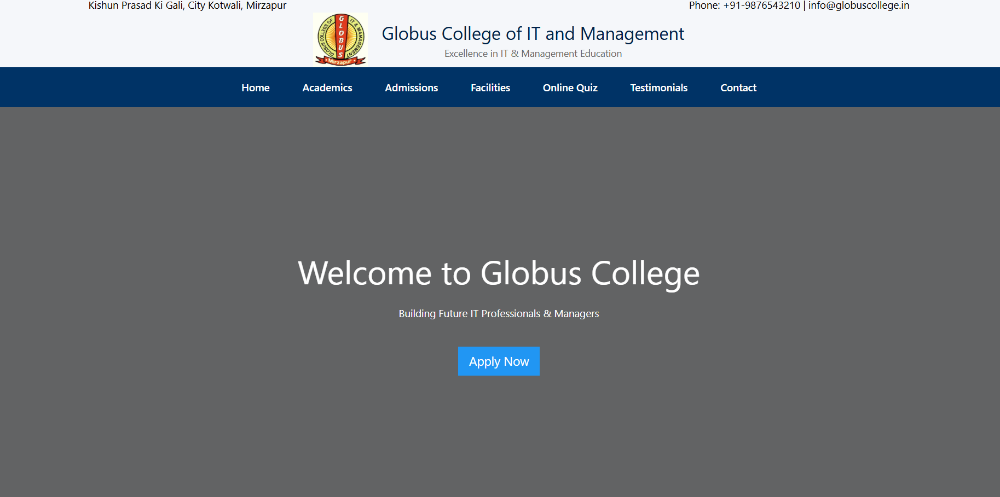 Kishun Prasad Ki Gali, City Kotwali, Mirzapur
Phone: +91-9876543210 | info@globuscollege.in
GLOBUS COLLEGE OF IT & MANAGEMENT
GLOBUS
Mirzapur
Globus College of IT and Management
Excellence in IT & Management Education
Home Academics Admissions Facilities Online Quiz Testimonials Contact
Welcome to Globus College
Building Future IT Professionals & Managers
Apply Now